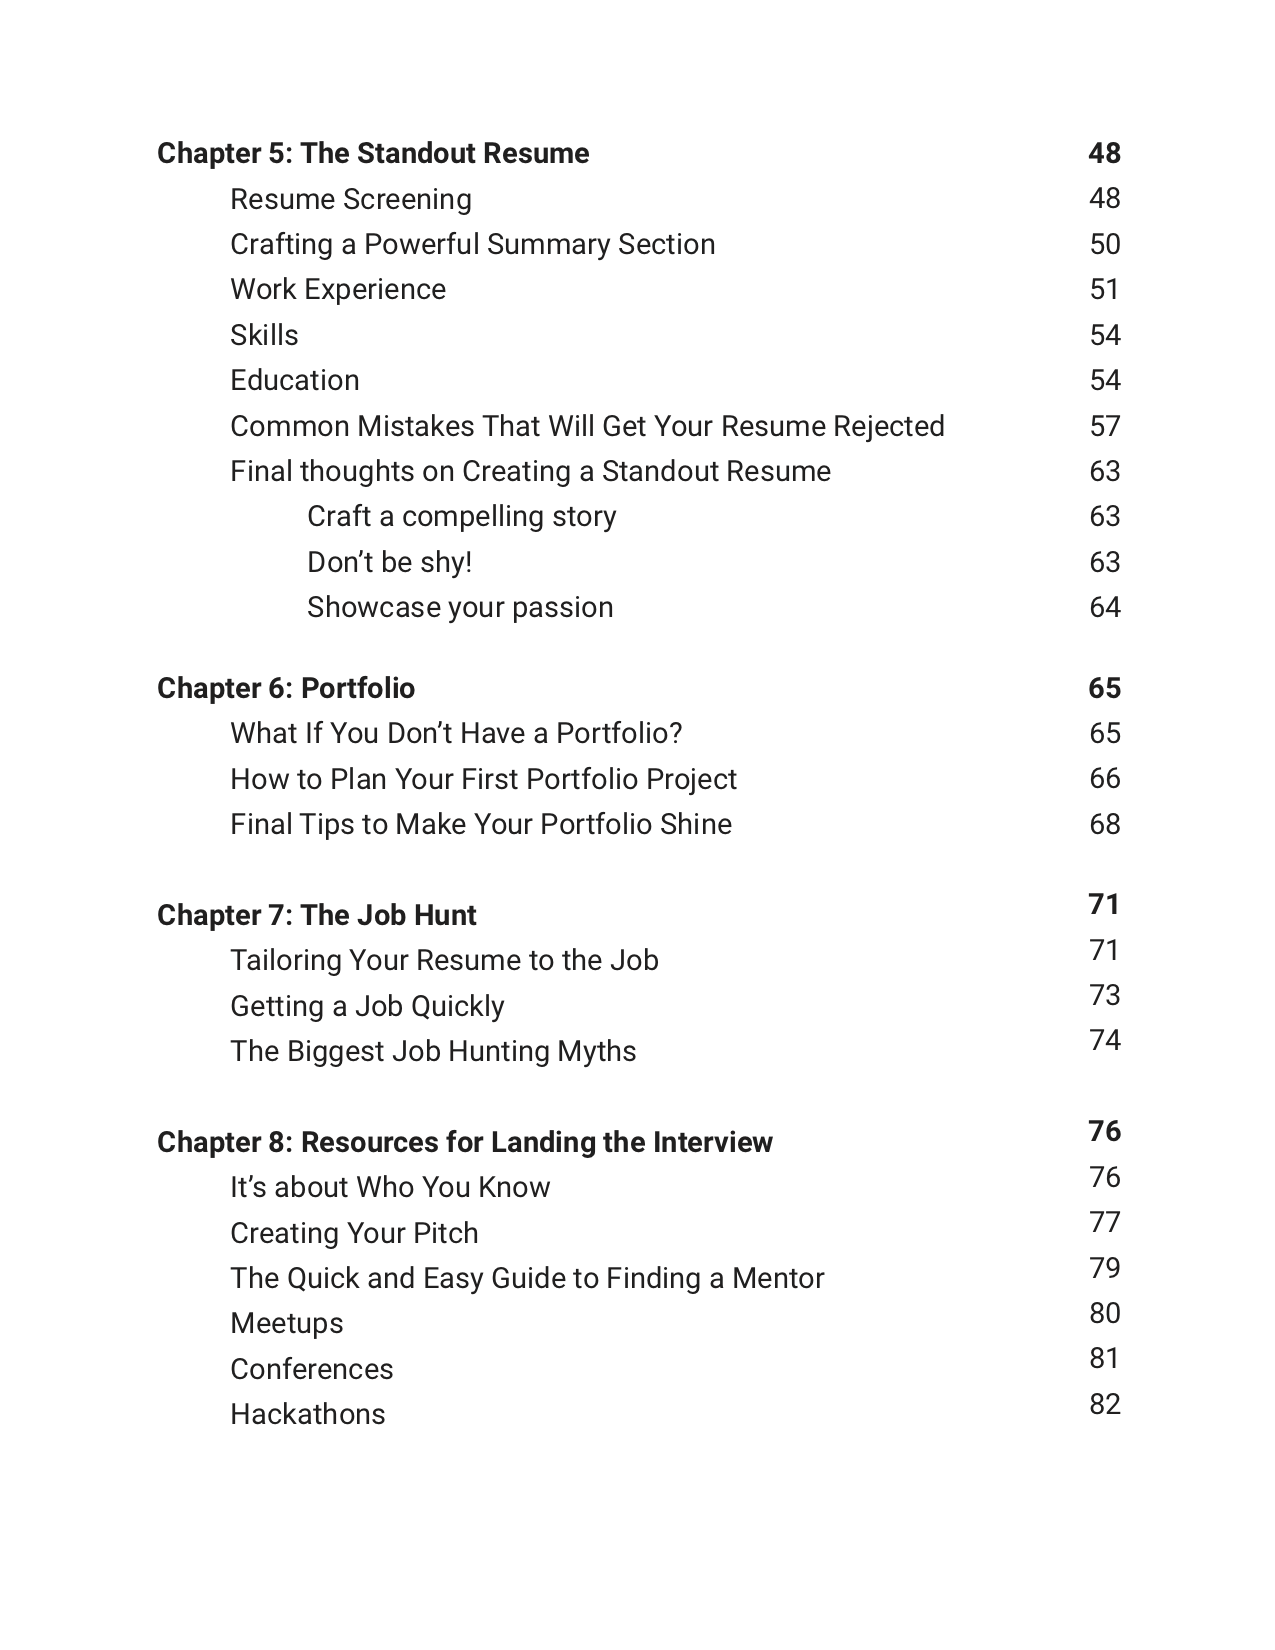 Chapter 5: The Standout Resume 48
Resume Screening 48
Crafting a Powerful Summary Section 50
Work Experience 51
Skills 54
Education 54
Common Mistakes That Will Get Your Resume Rejected 57
Final thoughts on Creating a Standout Resume 63
Craft a compelling story 63
Don’t be shy! 63
Showcase your passion 64
Chapter 6: Portfolio 65
What If You Don’t Have a Portfolio? 65
How to Plan Your First Portfolio Project 66
Final Tips to Make Your Portfolio Shine 68
Chapter 7: The Job Hunt 71
Tailoring Your Resume to the Job 71
Getting a Job Quickly 73
The Biggest Job Hunting Myths 74
Chapter 8: Resources for Landing the Interview 76
It’s about Who You Know 76
Creating Your Pitch 77
The Quick and Easy Guide to Finding a Mentor 79
Meetups 80
Conferences 81
Hackathons 82